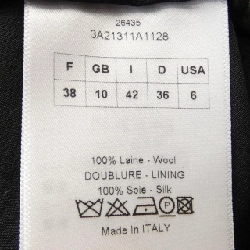 26435
3A21311A1128
F GB I D USA
38 10 42 36 6
100% Laine - Wool
DOUBLURE - LINING
100% Soie - Silk
Made In ITALY